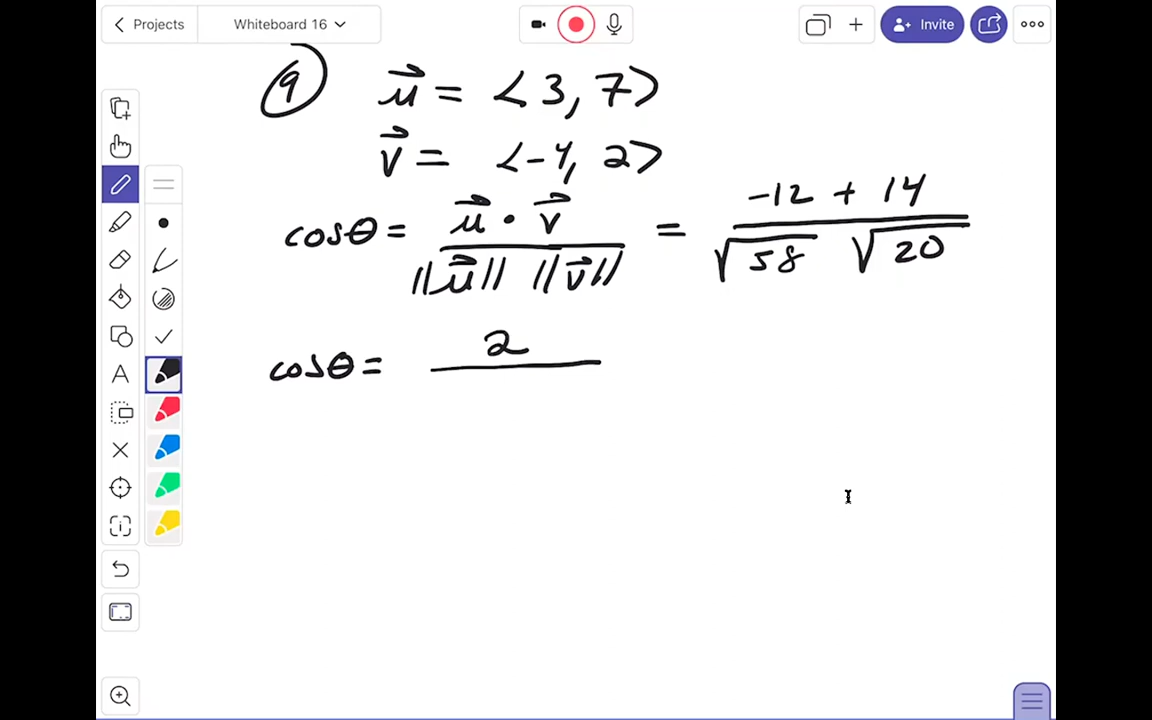 Projects Whiteboard 16 Invite
9 u⃗ = <3, 7>
v⃗ = <-4, 2>
cosθ = u⃗ · v⃗ / ||u⃗|| ||v⃗|| = -12 + 14 / √58 √20
cosθ = 2
A